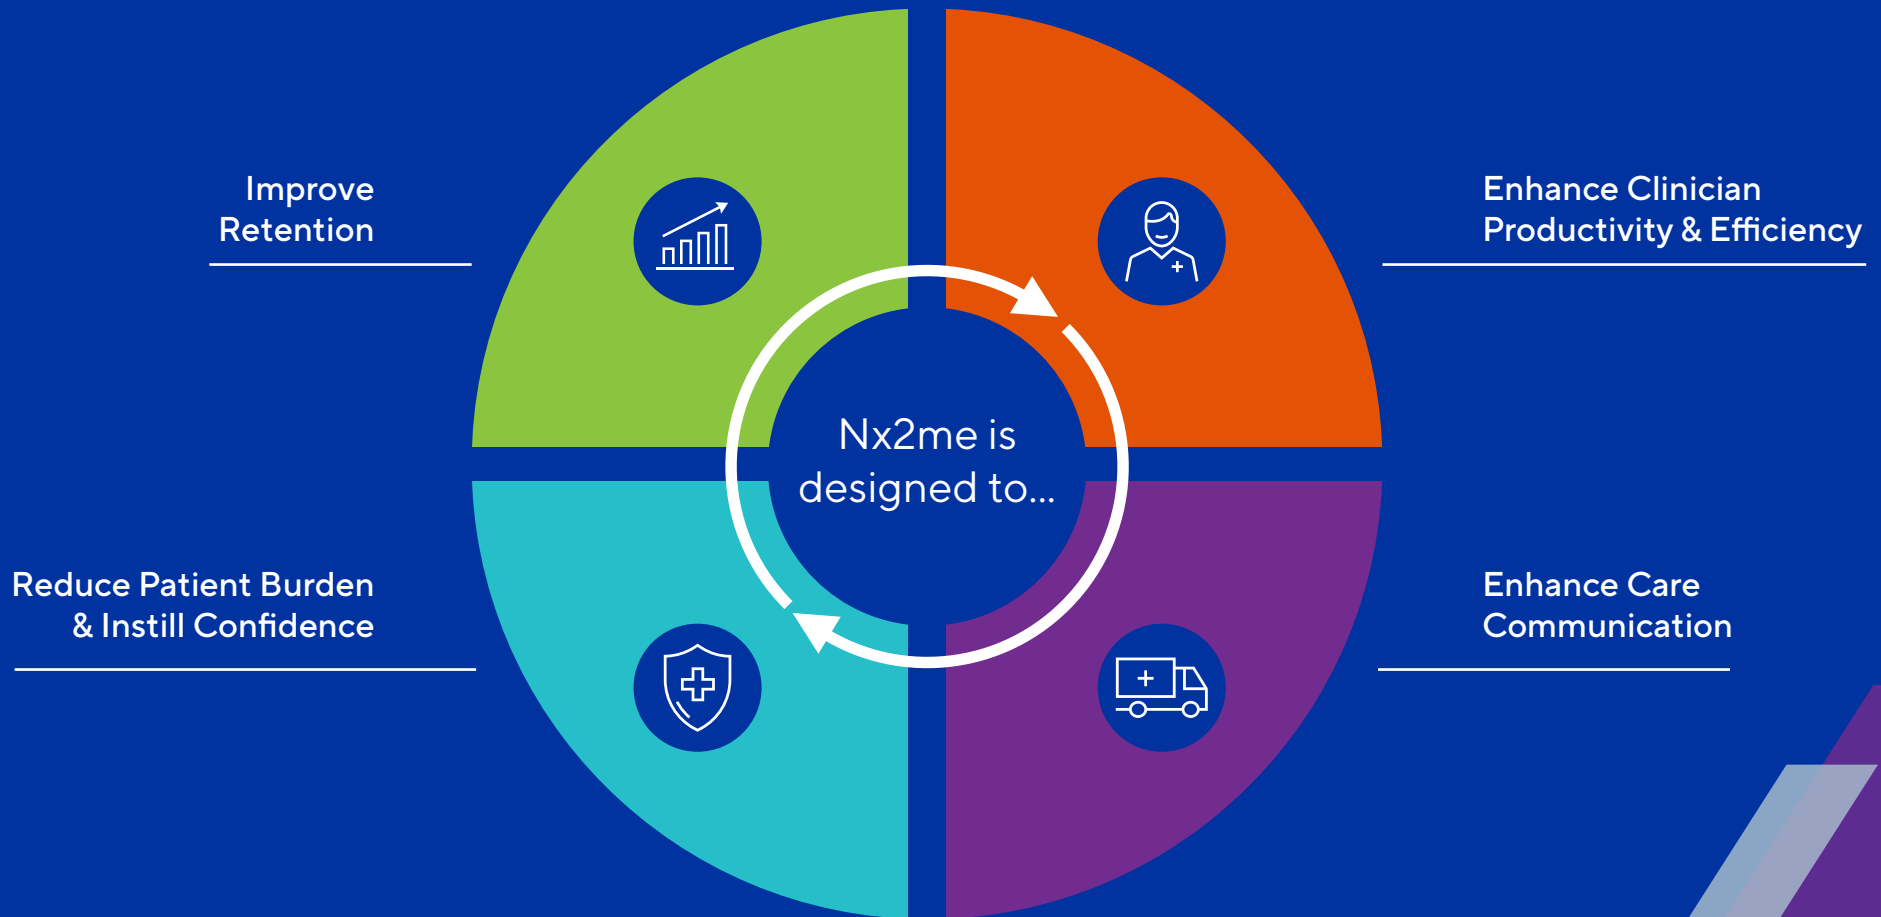 Improve
Retention
Enhance Clinician
Productivity & Efficiency
Nx2me is
designed to...
Reduce Patient Burden
& Instill Confidence
Enhance Care
Communication